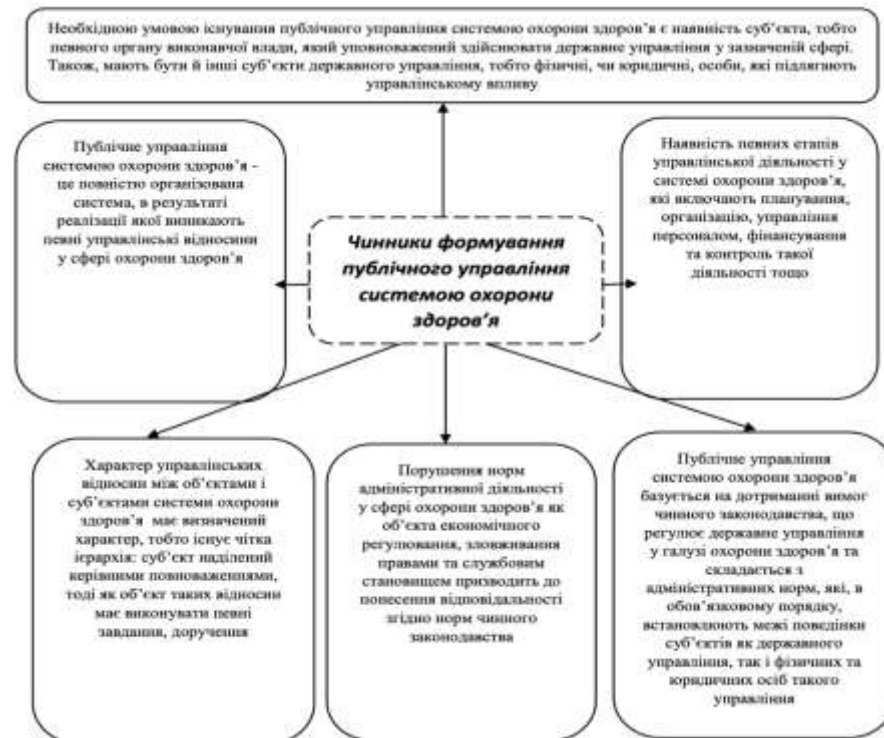 Необхідною умовою існування публічного управління системою охорони здоров’я є наявність суб’єкта, тобто
певного органу виконавчої влади, який уповноважений здійснювати державне управління у зазначеній сфері.
Також, мають бути й інші суб’єкти державного управління, тобто фізичні, чи юридичні, особи, які підлягають
управлінському впливу
Публічне управління
системою охорони здоров’я -
це повністю організована
система, в результаті
реалізації якої виникають
певні управлінські відносини
у сфері охорони здоров’я
Наявність певних етапів
управлінської діяльності у
системі охорони здоров’я,
які включають планування,
організацію, управління
персоналом, фінансування
та контроль такої
діяльності тощо
Чинники формування
публічного управління
системою охорони
здоров’я
Характер управлінських
відносин між об’єктами і
суб’єктами системи охорони
здоров’я має визначений
характер, тобто існує чітка
ієрархія: суб’єкт наділений
керівними повноваженнями,
тоді як об’єкт таких відносин
має виконувати певні
завдання, доручення
Порушення норм
адміністративної діяльності
у сфері охорони здоров’я як
об’єкта економічного
регулювання, зловживання
правами та службовим
становищем призводить до
понесення відповідальності
згідно норм чинного
законодавства
Публічне управління
системою охорони здоров’я
базується на дотриманні вимог
чинного законодавства, що
регулює державне управління
у галузі охорони здоров’я та
складається з
адміністративних норм, які, в
обов’язковому порядку,
встановлюють межі поведінки
суб’єктів як державного
управління, так і фізичних та
юридичних осіб такого
управління